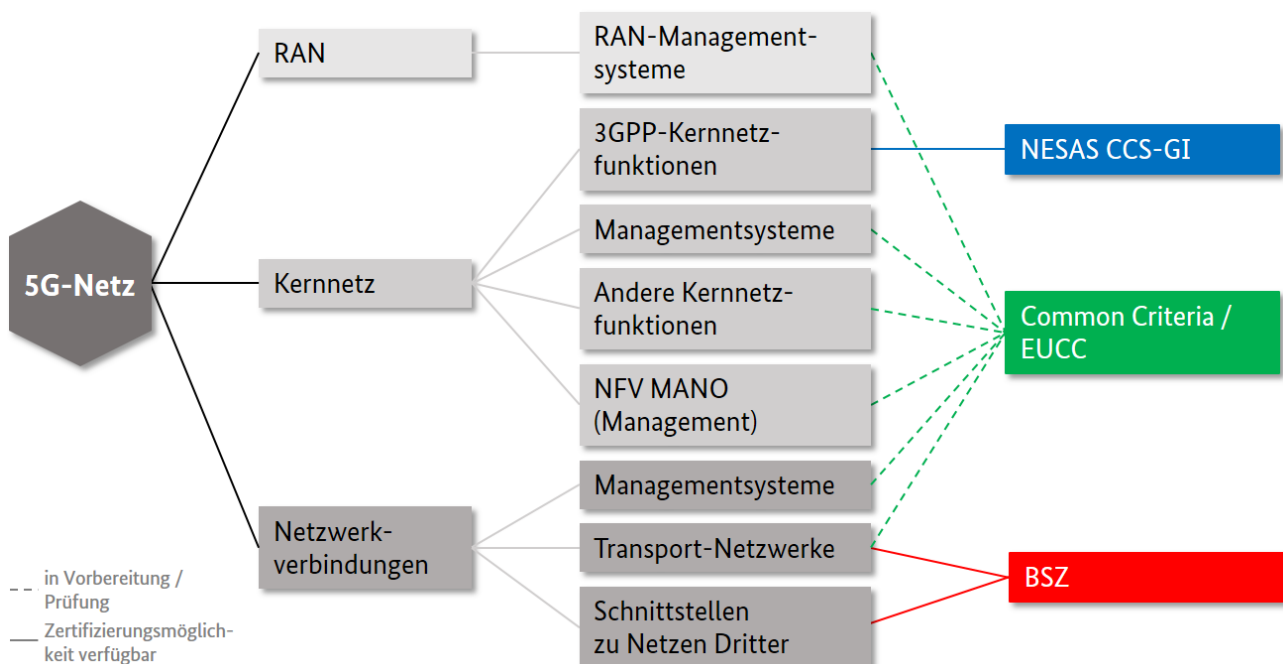 5G-Netz
RAN
Kernnetz
Netzwerk-
verbindungen
RAN-Management-
systeme
3GPP-Kernnetz-
funktionen
Managementsysteme
Andere Kernnetz-
funktionen
NFV MANO
(Management)
Managementsysteme
Transport-Netzwerke
Schnittstellen
zu Netzen Dritter
NESAS CCS-GI
Common Criteria /
EUCC
BSZ
in Vorbereitung /
Prüfung
Zertifizierungsmöglich-
keit verfügbar